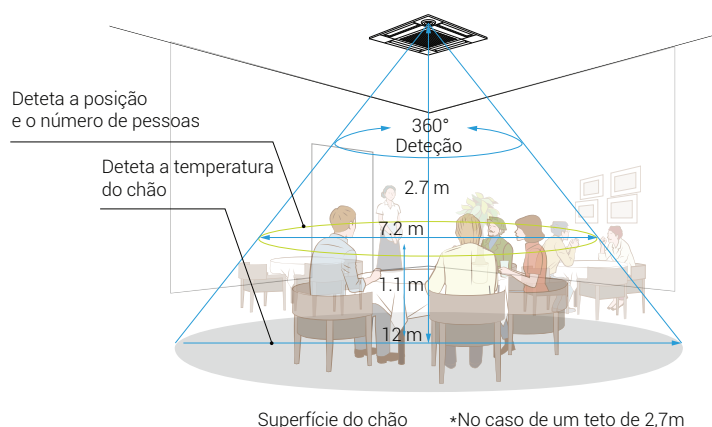 Deteta a posição
e o número de pessoas
Deteta a temperatura
do chão
360°
Deteção
2.7 m
7.2 m
1.1 m
12 m
Superfície do chão
*No caso de um teto de 2,7m